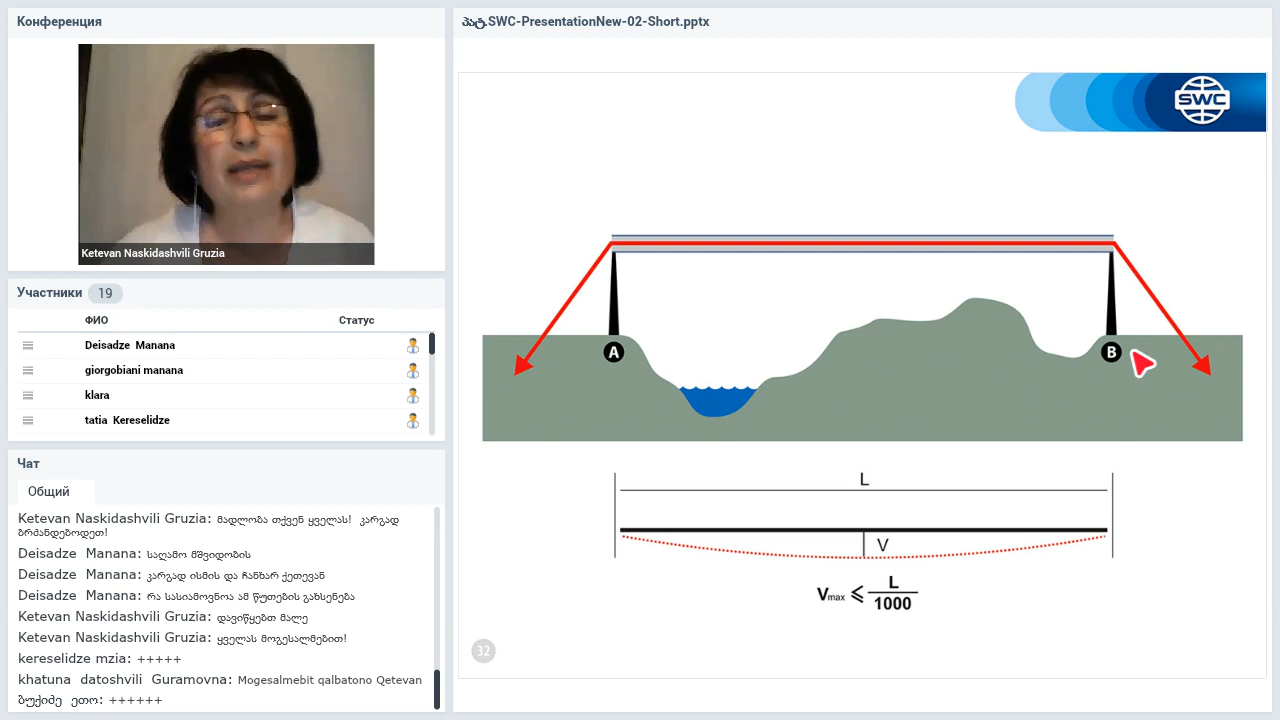 Конференция
Ketevan Naskidashvili Gruzia
Участники 19
ФИО Статус
Deisadze Manana
giorgobiani manana
klara
tatia Kereselidze
Чат
Общий
Ketevan Naskidashvili Gruzia: მადლობა თქვენ ყველას! კარგად
ბრძანდებოდეთ!
Deisadze Manana: საღამო მშვიდობის
Deisadze Manana: კარგად ისმის და ჩანხარ ქეთევან
Deisadze Manana: რა სასიამოვნოა ამ წუთების გახსენება
Ketevan Naskidashvili Gruzia: დავიწყებთ მალე
Ketevan Naskidashvili Gruzia: ყველას მოგესალმებით!
kereselidze mzia: +++++
khatuna datoshvili Guramovna: Mogesalmebit qalbatono Qetevan
ბუქიძე ეთო: ++++++
პატ.SWC-PresentationNew-02-Short.pptx
SWC
A B
L
V
Vmax ⩽ L
1000
32